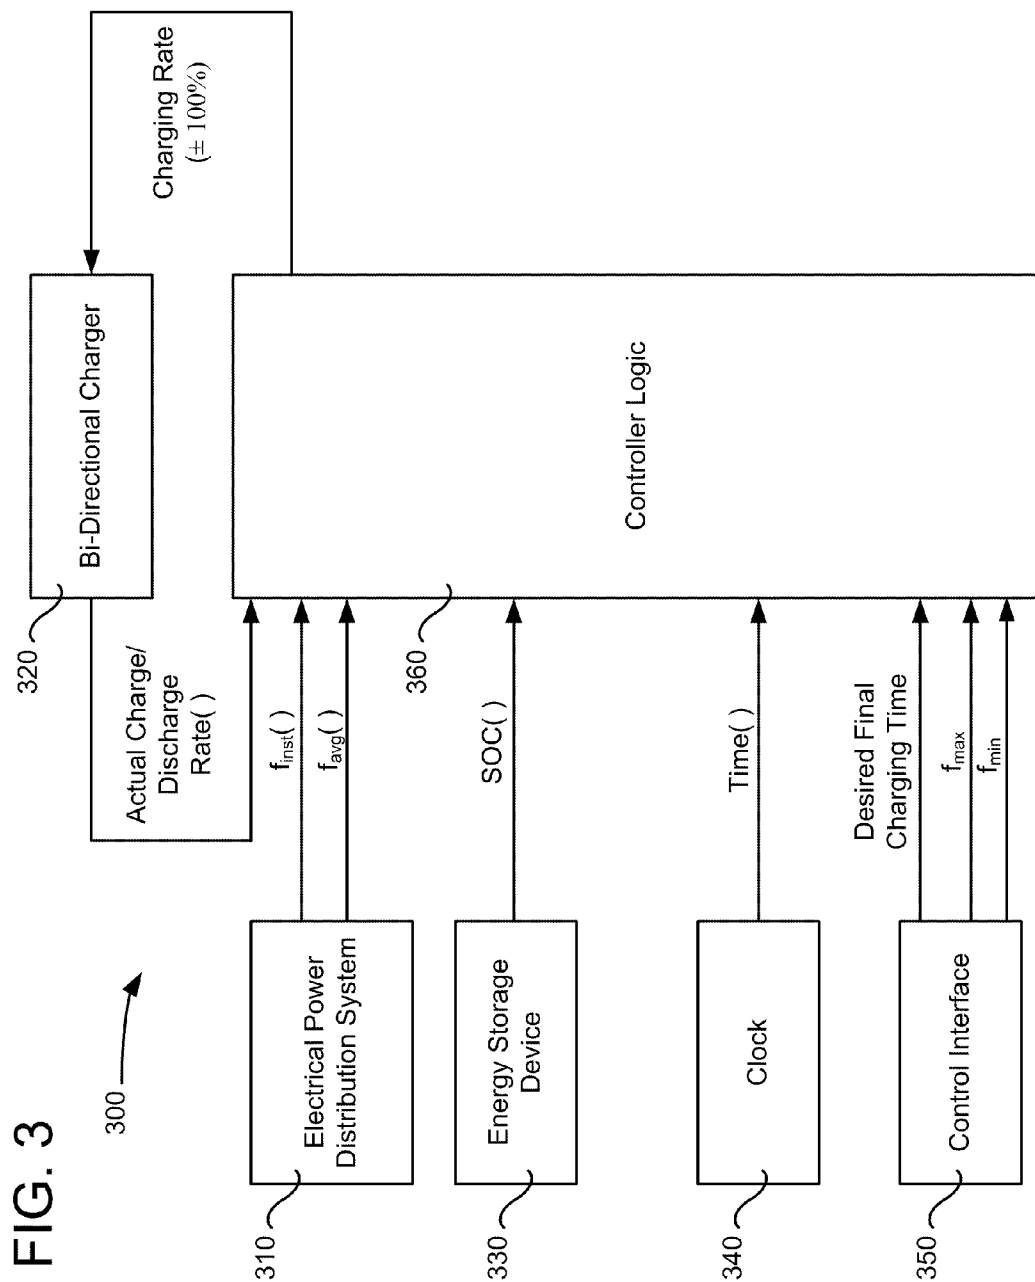 FIG. 3
300
320
Bi-Directional Charger
Charging Rate
(± 100%)
Actual Charge/
Discharge
Rate( )
310
Electrical Power
Distribution System
f_inst( )
f_avg( )
360
Controller Logic
330
Energy Storage
Device
SOC( )
340
Clock
Time( )
350
Control Interface
Desired Final
Charging Time
f_max
f_min